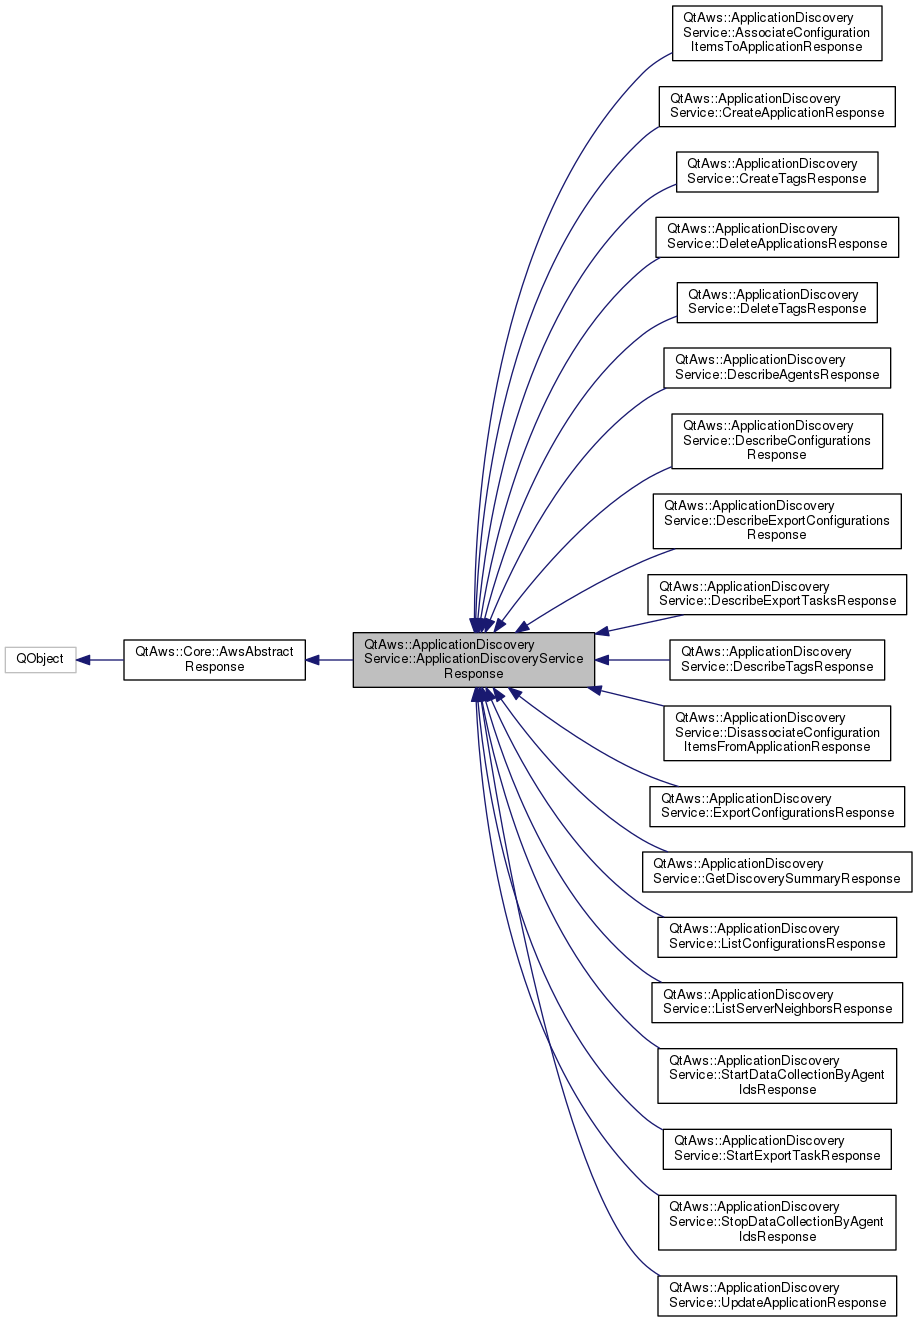 QtAws::ApplicationDiscovery
Service::AssociateConfiguration
ItemsToApplicationResponse
QtAws::ApplicationDiscovery
Service::CreateApplicationResponse
QtAws::ApplicationDiscovery
Service::CreateTagsResponse
QtAws::ApplicationDiscovery
Service::DeleteApplicationsResponse
QtAws::ApplicationDiscovery
Service::DeleteTagsResponse
QtAws::ApplicationDiscovery
Service::DescribeAgentsResponse
QtAws::ApplicationDiscovery
Service::DescribeConfigurations
Response
QtAws::ApplicationDiscovery
Service::DescribeExportConfigurations
Response
QtAws::ApplicationDiscovery
Service::DescribeExportTasksResponse
QObject
QtAws::Core::AwsAbstract
Response
QtAws::ApplicationDiscovery
Service::ApplicationDiscoveryService
Response
QtAws::ApplicationDiscovery
Service::DescribeTagsResponse
QtAws::ApplicationDiscovery
Service::DisassociateConfiguration
ItemsFromApplicationResponse
QtAws::ApplicationDiscovery
Service::ExportConfigurationsResponse
QtAws::ApplicationDiscovery
Service::GetDiscoverySummaryResponse
QtAws::ApplicationDiscovery
Service::ListConfigurationsResponse
QtAws::ApplicationDiscovery
Service::ListServerNeighborsResponse
QtAws::ApplicationDiscovery
Service::StartDataCollectionByAgent
IdsResponse
QtAws::ApplicationDiscovery
Service::StartExportTaskResponse
QtAws::ApplicationDiscovery
Service::StopDataCollectionByAgent
IdsResponse
QtAws::ApplicationDiscovery
Service::UpdateApplicationResponse